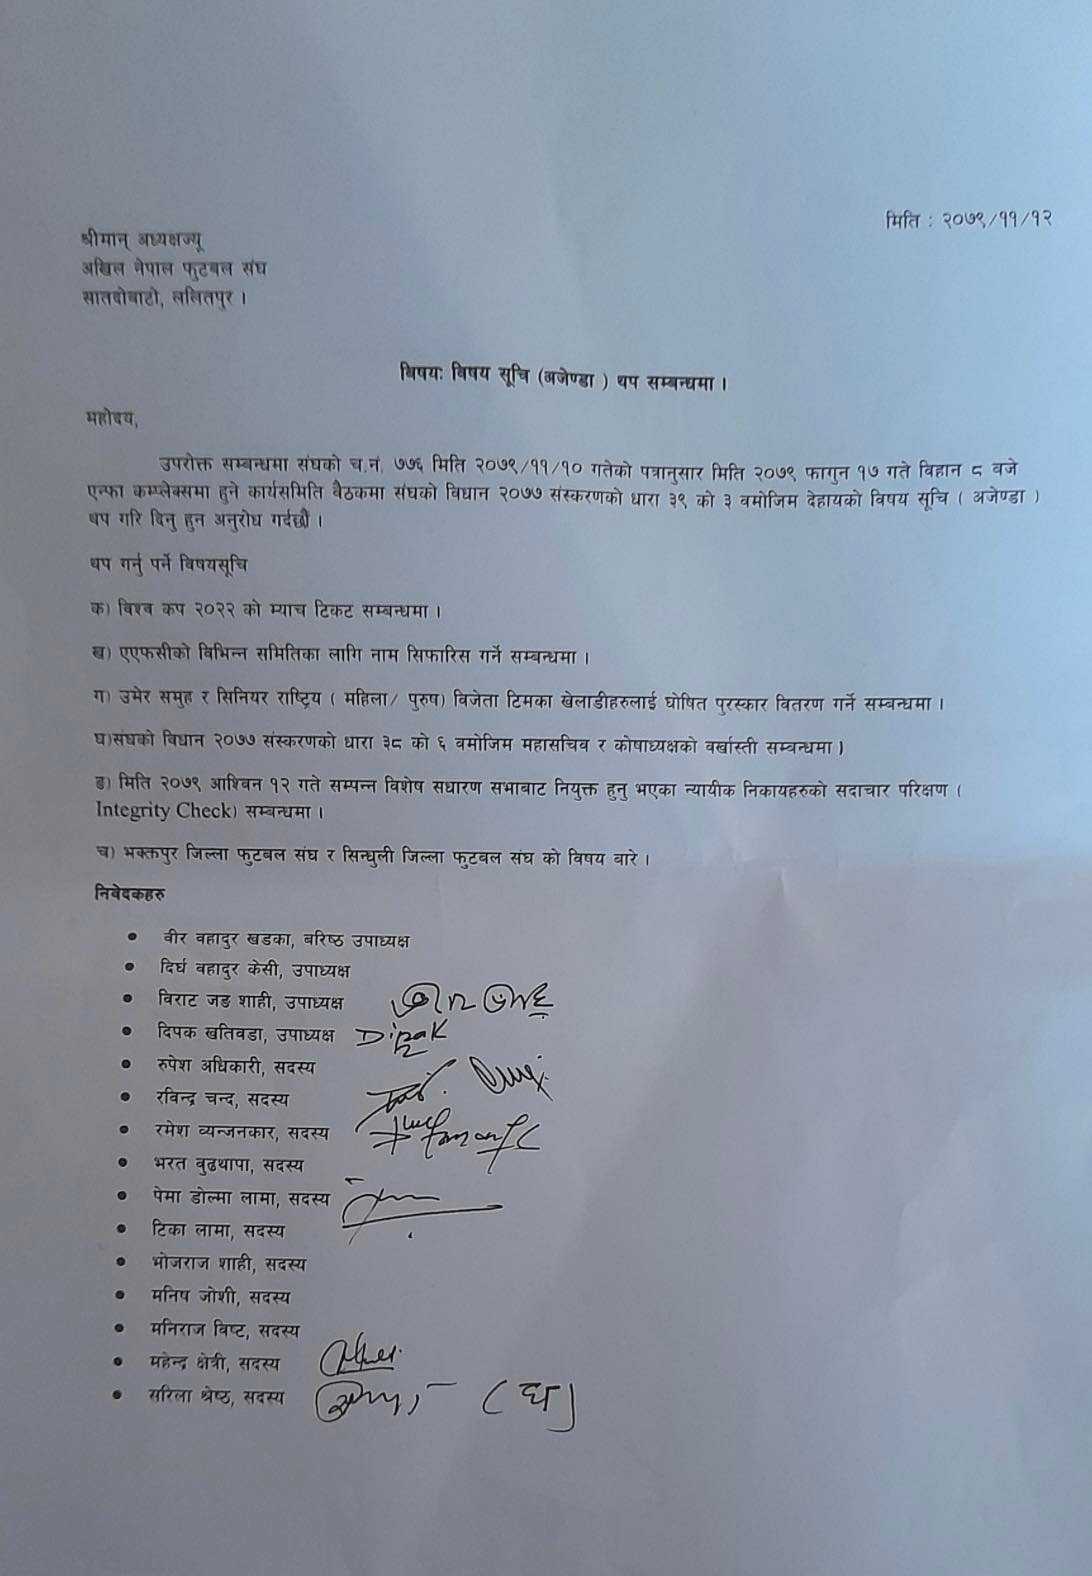 मिति : २०७९/११/१२
श्रीमान् अध्यक्षज्यू
अखिल नेपाल फुटबल संघ
सातदोबाटो, ललितपुर ।
बिषय: विषय सूचि (अजेण्डा ) थप सम्बन्धमा ।
महोदय,
उपरोक्त सम्बन्धमा संघको च.नं. ७७६ मिति २०७९/११/१० गतेको पत्रानुसार मिति २०७९ फागुन १७ गते विहान ८ बजे
एन्फा कम्प्लेक्समा हुने कार्यसमिति बैठकमा संघको विधान २०७७ संस्करणको धारा ३९ को ३ वमोजिम देहायको विषय सूचि ( अजेण्डा )
थप गरि दिनु हुन अनुरोध गर्दछौं ।
थप गर्नु पर्ने विषयसूचि
क) विश्व कप २०२२ को म्याच टिकट सम्बन्धमा ।
ख) एएफसीको विभिन्न समितिका लागि नाम सिफारिस गर्ने सम्बन्धमा ।
ग) उमेर समुह र सिनियर राष्ट्रिय ( महिला/ पुरुष) विजेता टिमका खेलाडीहरुलाई घोषित पुरस्कार वितरण गर्ने सम्बन्धमा ।
घ)संघको विधान २०७७ संस्करणको धारा ३८ को ६ वमोजिम महासचिव र कोषाध्यक्षको वर्खास्ती सम्बन्धमा )
ङ) मिति २०७९ आश्विन १२ गते सम्पन्न विशेष सधारण सभाबाट नियुक्त हुनु भएका न्यायीक निकायहरुको सदाचार परिक्षण (
Integrity Check) सम्बन्धमा ।
च) भक्तपुर जिल्ला फुटबल संघ र सिन्धुली जिल्ला फुटबल संघ को विषय बारे ।
निवेदकहरु
• वीर वहादुर खडका, बरिष्ठ उपाध्यक्ष
• दिर्घ वहादुर केसी, उपाध्यक्ष
• विराट जङ शाही, उपाध्यक्ष
• दिपक खतिवडा, उपाध्यक्ष Dipak
• रुपेश अधिकारी, सदस्य
• रविन्द्र चन्द, सदस्य
• रमेश व्यन्जनकार, सदस्य
• भरत बुढथापा, सदस्य
• पेमा डोल्मा लामा, सदस्य
• टिका लामा, सदस्य
• भोजराज शाही, सदस्य
• मनिष जोशी, सदस्य
• मनिराज विष्ट, सदस्य
• महेन्द्र क्षेत्री, सदस्य
• सरिला श्रेष्ठ, सदस्य (घ)